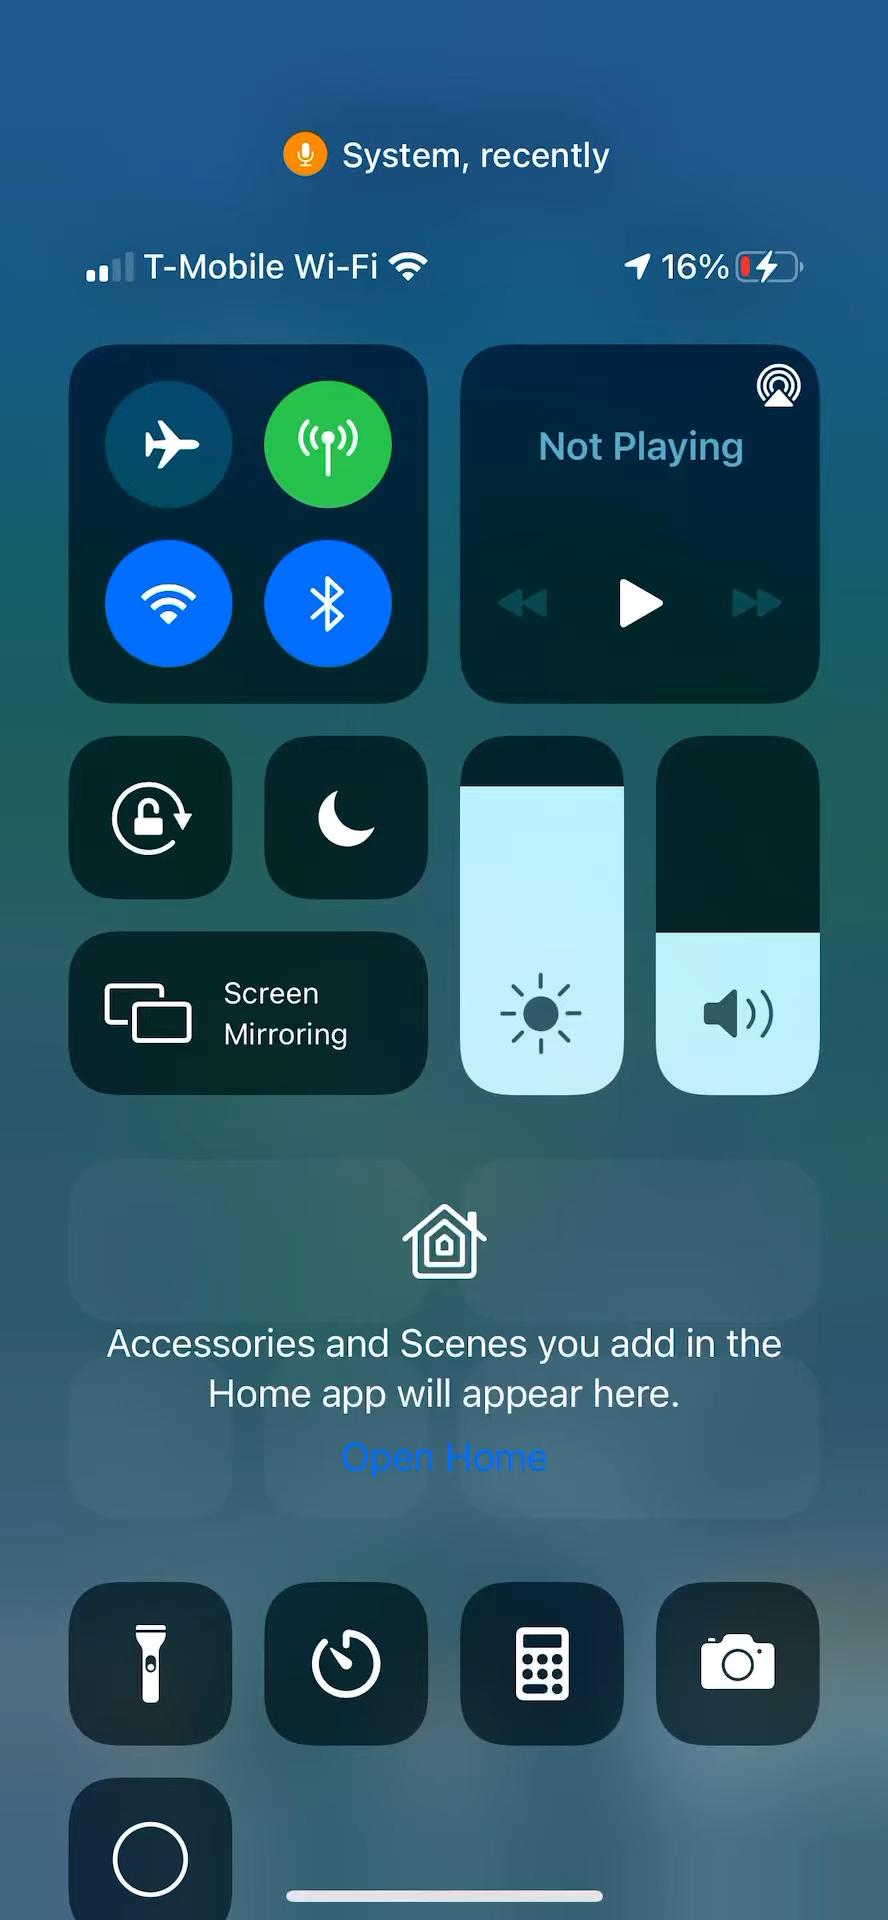 System, recently
T-Mobile Wi-Fi 16%
Not Playing
Screen
Mirroring
Accessories and Scenes you add in the
Home app will appear here.
Open Home